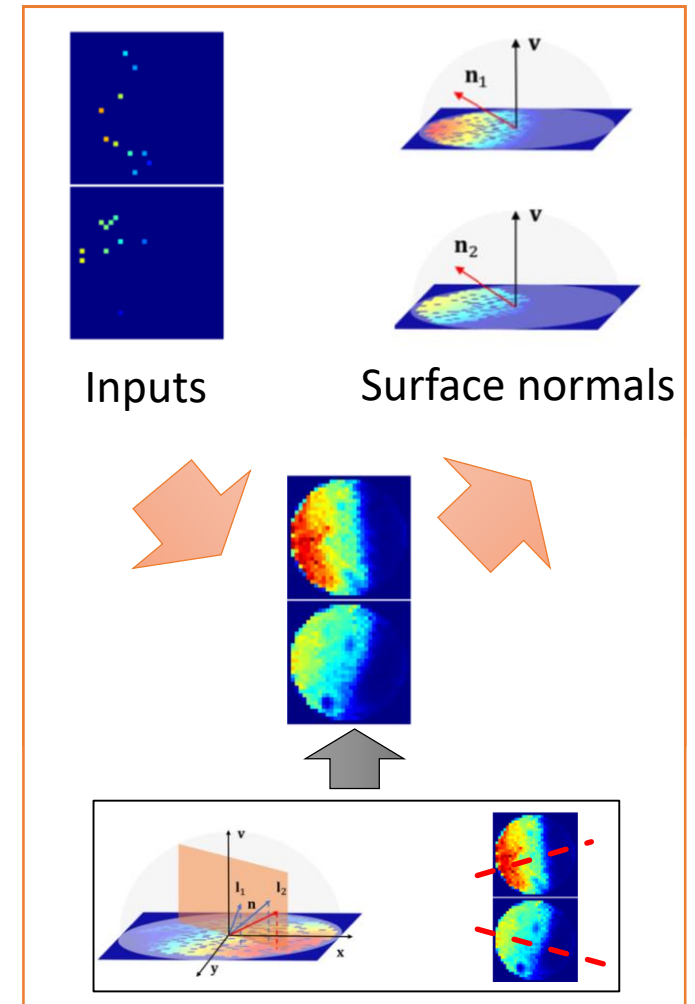 v
n₁
v
n₂
Inputs
Surface normals
v
l₁
l₂
n
x
y